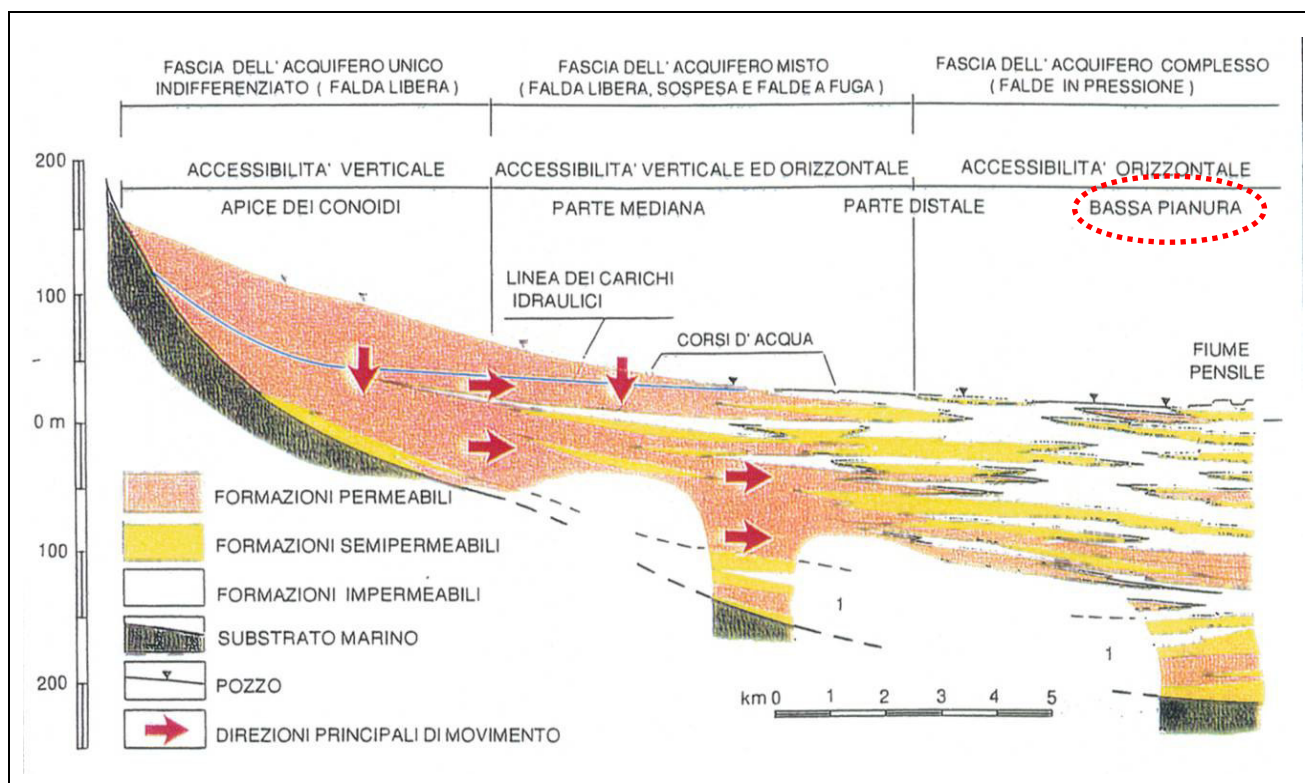 FASCIA DELL' ACQUIFERO UNICO
INDIFFERENZIATO ( FALDA LIBERA )
FASCIA DELL' ACQUIFERO MISTO
(FALDA LIBERA, SOSPESA E FALDE A FUGA )
FASCIA DELL' ACQUIFERO COMPLESSO
( FALDE IN PRESSIONE )
ACCESSIBILITA' VERTICALE
ACCESSIBILITA' VERTICALE ED ORIZZONTALE
ACCESSIBILITA' ORIZZONTALE
APICE DEI CONOIDI
PARTE MEDIANA
PARTE DISTALE
BASSA PIANURA
200
100
0 m
100
200
LINEA DEI CARICHI
IDRAULICI
CORSI D' ACQUA
FIUME
PENSILE
FORMAZIONI PERMEABILI
FORMAZIONI SEMIPERMEABILI
FORMAZIONI IMPERMEABILI
SUBSTRATO MARINO
POZZO
DIREZIONI PRINCIPALI DI MOVIMENTO
1
1
km 0 1 2 3 4 5